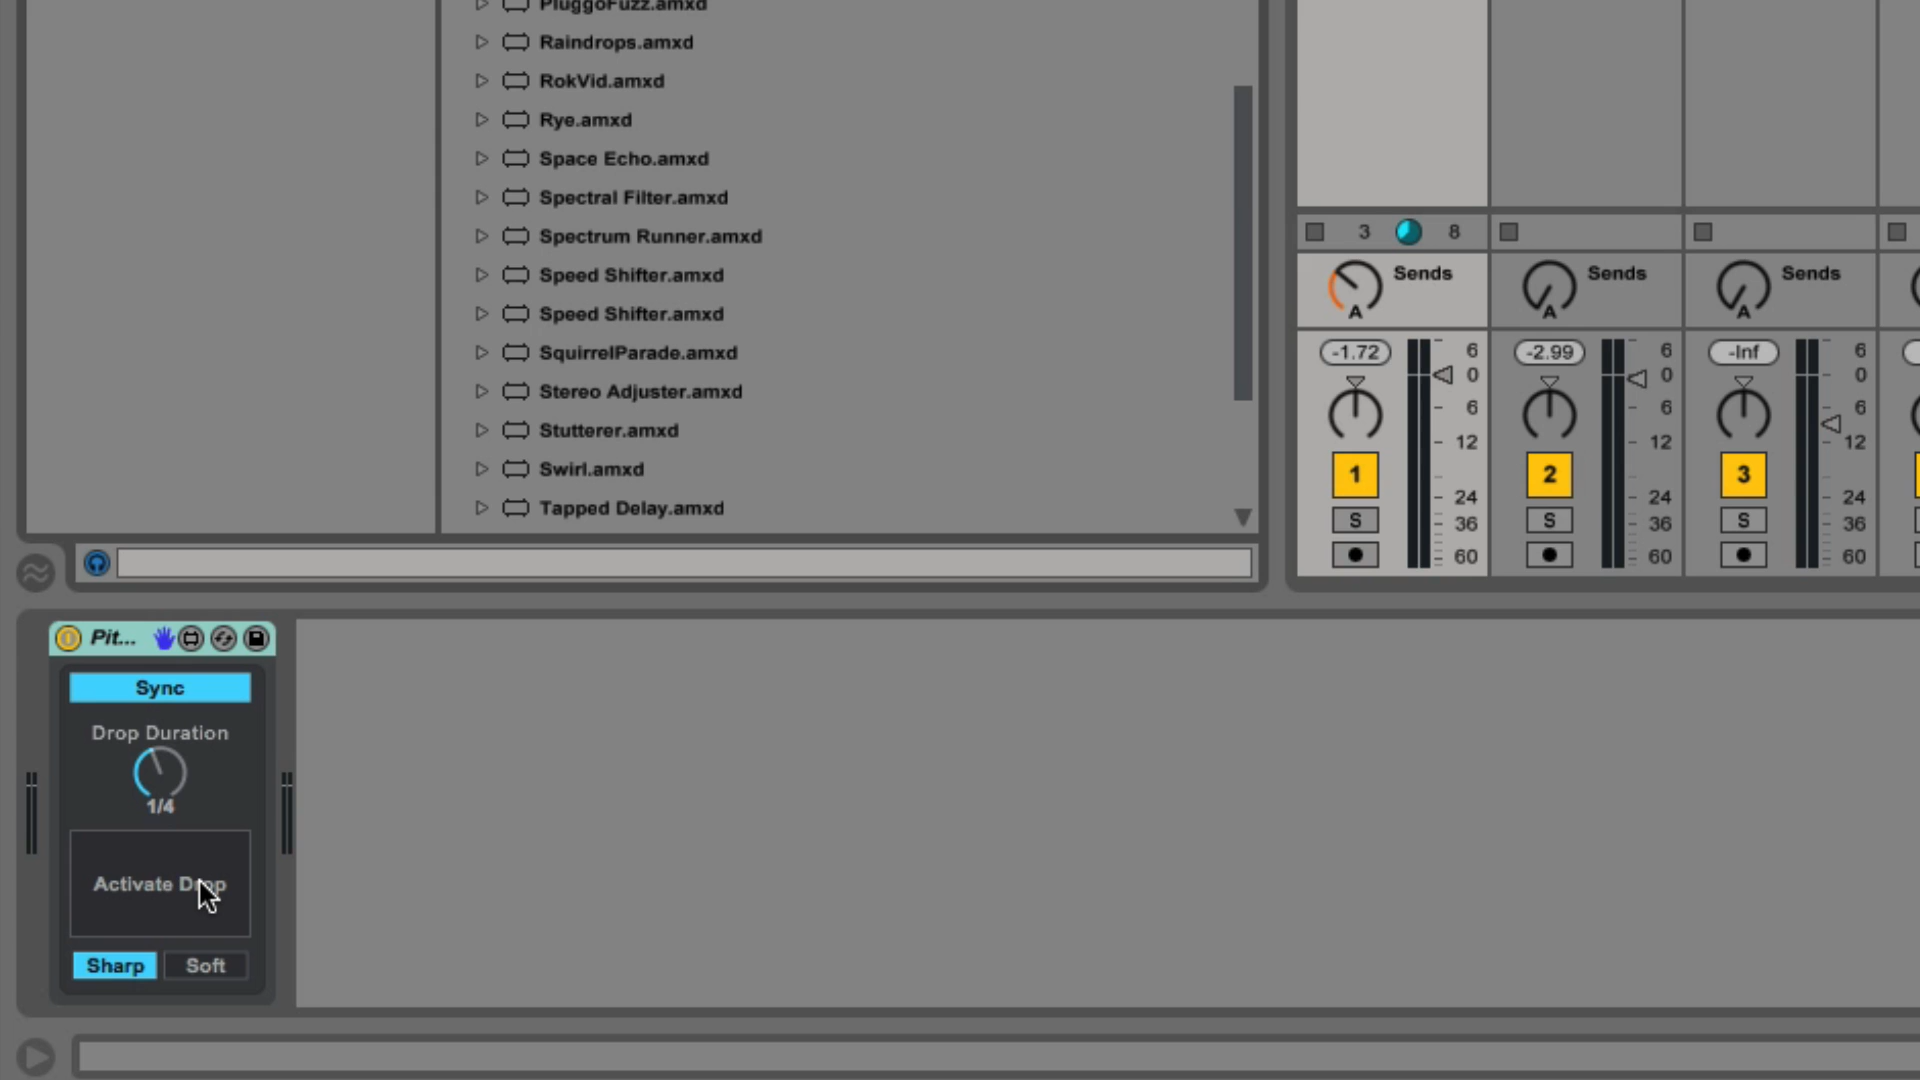 PluggoFuzz.amxd
Raindrops.amxd
RokVid.amxd
Rye.amxd
Space Echo.amxd
Spectral Filter.amxd
Spectrum Runner.amxd
Speed Shifter.amxd
Speed Shifter.amxd
SquirrelParade.amxd
Stereo Adjuster.amxd
Stutterer.amxd
Swirl.amxd
Tapped Delay.amxd
3 8
Sends Sends Sends
A A A
-1.72 6 -2.99 6 -Inf 6
0 0 0
6 6 6
12 12 12
1 2 3
24 24 24
S 36 S 36 S 36
60 60 60
Pit...
Sync
Drop Duration
1/4
Activate Drop
Sharp Soft